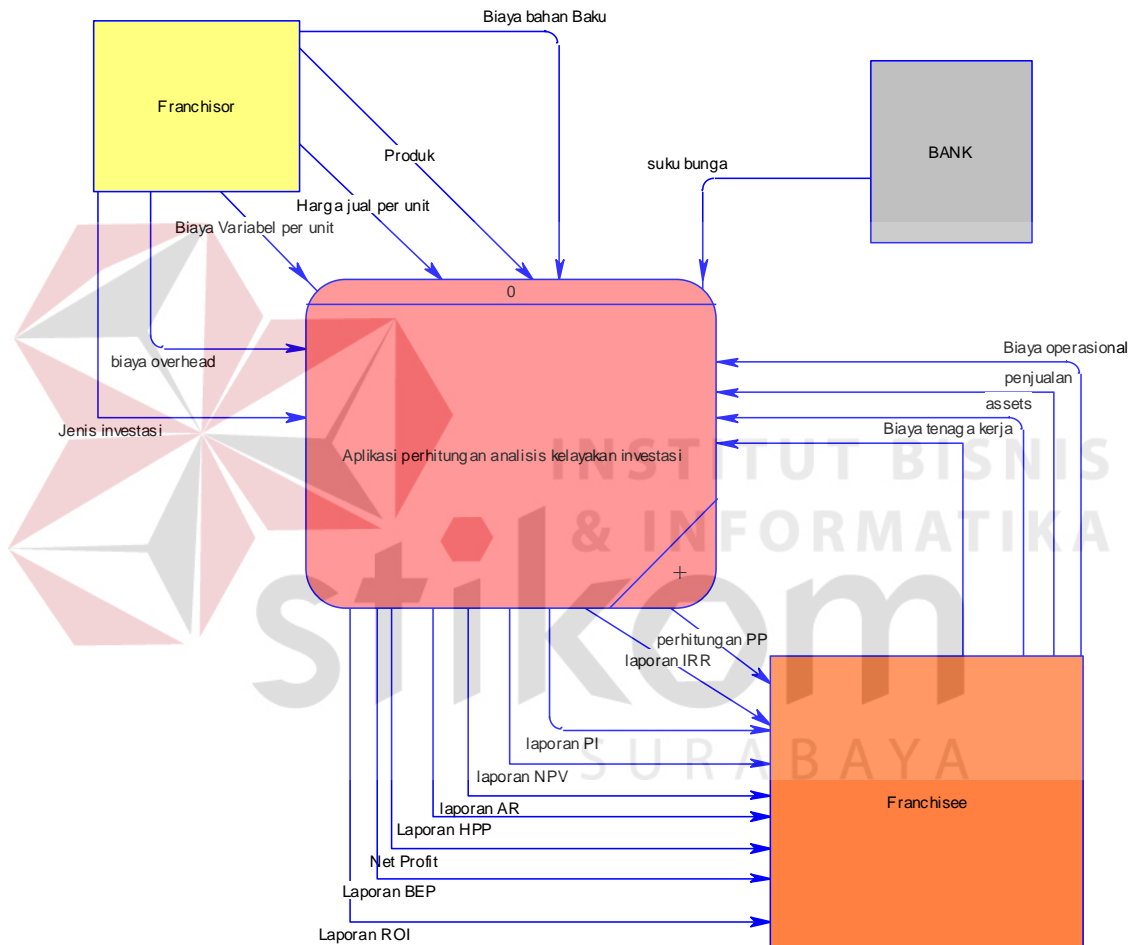 Biaya bahan Baku
Franchisor
BANK
Produk
suku bunga
Harga jual per unit
Biaya Variabel per unit
0
biaya overhead
Biaya operasional
penjualan
assets
Jenis investasi
Biaya tenaga kerja
Aplikasi perhitungan analisis kelayakan investasi
INSTITUT BISNIS
& INFORMATIKA
+
stikom
perhitungan PP
laporan IRR
laporan PI
SURABAYA
laporan NPV
Franchisee
laporan AR
Laporan HPP
Net Profit
Laporan BEP
Laporan ROI